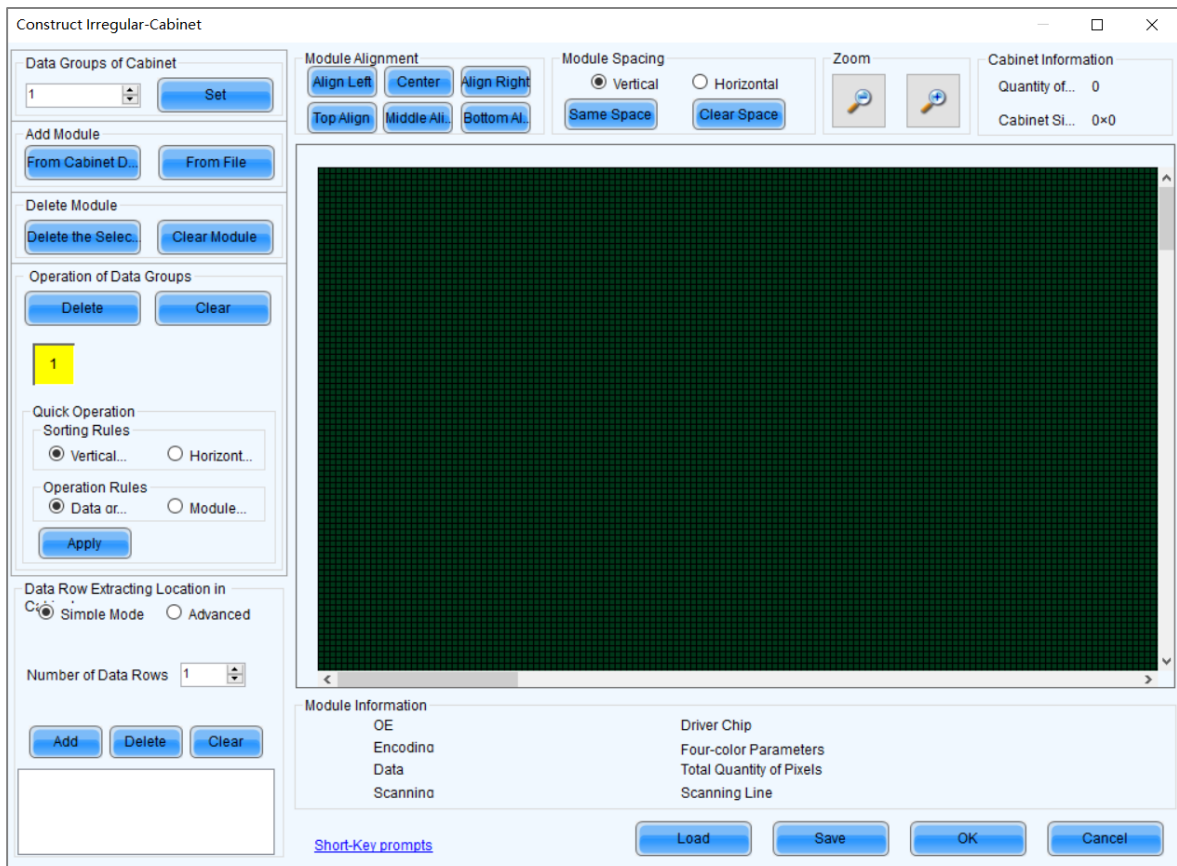 Construct Irregular-Cabinet
Data Groups of Cabinet
1
Set
Add Module
From Cabinet D...
From File
Delete Module
Delete the Selec...
Clear Module
Operation of Data Groups
Delete
Clear
1
Quick Operation
Sorting Rules
Vertical...
Horizont...
Operation Rules
Data gr...
Module...
Apply
Data Row Extracting Location in
Simple Mode
Advanced
Number of Data Rows
1
Add
Delete
Clear
Module Alignment
Align Left
Center
Align Right
Top Align
Middle Ali..
Bottom Al..
Module Spacing
Vertical
Horizontal
Same Space
Clear Space
Zoom
Cabinet Information
Quantity of... 0
Cabinet Si... 0×0
Module Information
OE
Driver Chip
Encoding
Four-color Parameters
Data
Total Quantity of Pixels
Scanning
Scanning Line
Short-Key prompts
Load
Save
OK
Cancel